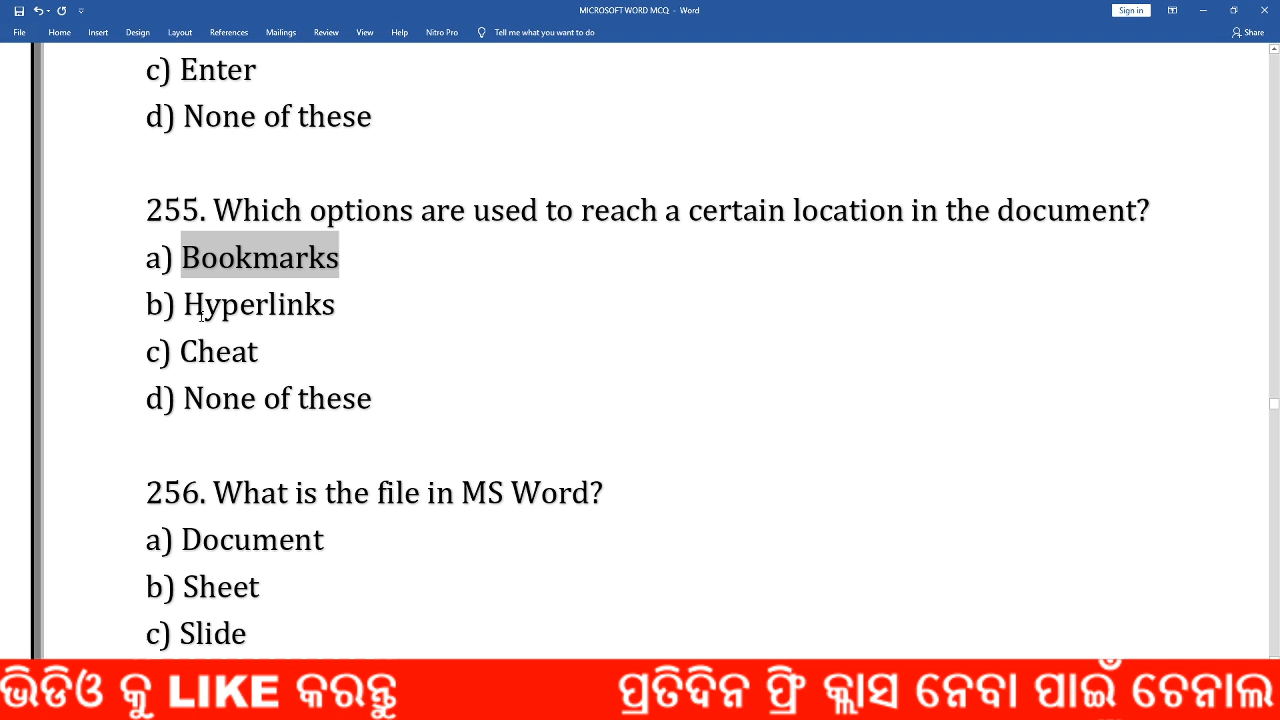 MICROSOFT WORD MCQ - Word
Sign in
File Home Insert Design Layout References Mailings Review View Help Nitro Pro Tell me what you want to do Share
c) Enter
d) None of these
255. Which options are used to reach a certain location in the document?
a) Bookmarks
b) Hyperlinks
c) Cheat
d) None of these
256. What is the file in MS Word?
a) Document
b) Sheet
c) Slide
ଭିଡିଓ କୁ LIKE କରନ୍ତୁ ପ୍ରତିଦିନ ଫ୍ରି କ୍ଲାସ ନେବା ପାଇଁ ଚେନାଲ